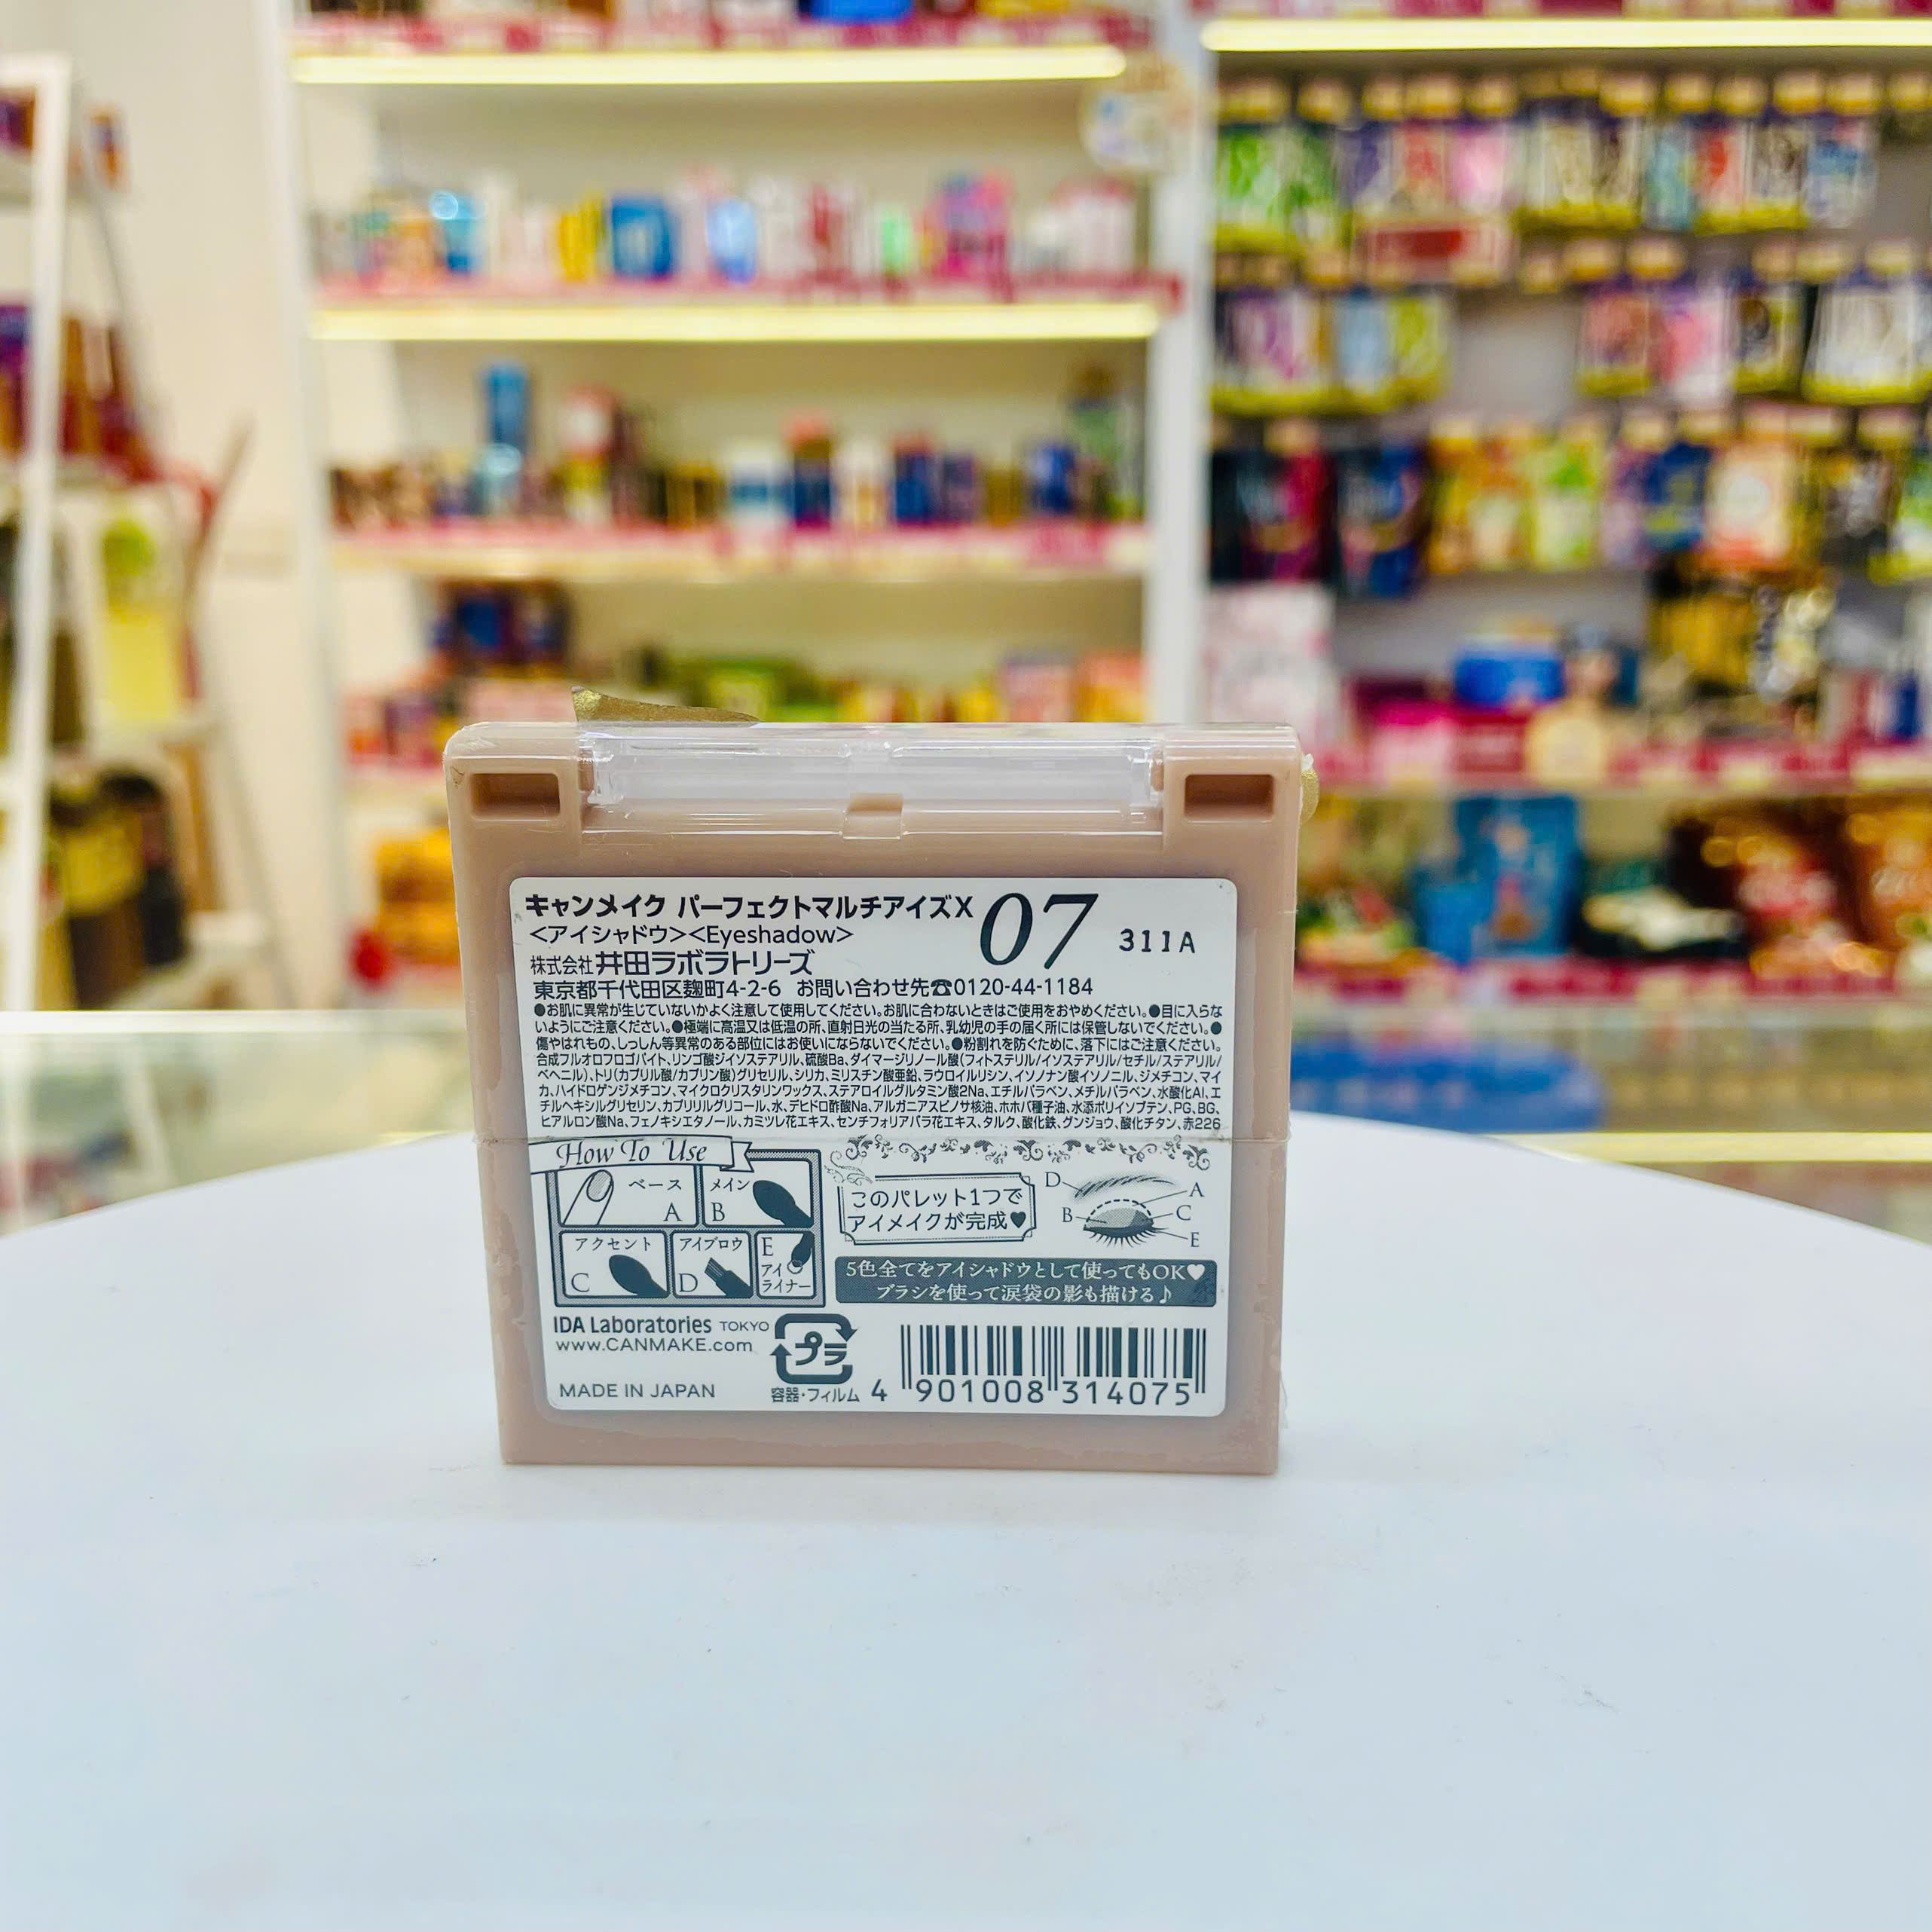 キャンメイク パーフェクトマルチアイズX 07 311A
<アイシャドウ><Eyeshadow>
株式会社井田ラボラトリーズ
東京都千代田区麹町4-2-6 お問い合わせ先☎0120-44-1184
●お肌に異常が生じていないかよく注意して使用してください。お肌に合わないときはご使用をおやめください。●目に入らな
いようにご注意ください。●極端に高温又は低温の所、直射日光の当たる所、乳幼児の手の届く所には保管しないでください。●
傷やはれもの、しっしん等異常のある部位にはお使いにならないでください。●粉割れを防ぐために、落下にはご注意ください。
合成フルオロフロゴパイト、リンゴ酸ジイソステアリル、硫酸Ba、ダイマージリノール酸(フィトステリル/イソステアリル/セチル/ステアリル/
ベヘニル)、トリ(カプリル酸/カプリン酸)グリセリル、シリカ、ミリスチン酸亜鉛、ラウロイルリシン、イソノナン酸イソノニル、ジメチコン、マイ
カ、ハイドロゲンジメチコン、マイクロクリスタリンワックス、ステアロイルグルタミン酸2Na、エチルパラベン、メチルパラベン、水酸化Al、エ
チルヘキシルグリセリン、カプリリルグリコール、水、デヒドロ酢酸Na、アルガニアスピノサ核油、ホホバ種子油、水添ポリイソブテン、PG、BG、
ヒアルロン酸Na、フェノキシエタノール、カミツレ花エキス、センチフォリアバラ花エキス、タルク、酸化鉄、グンジョウ、酸化チタン、赤226
How To Use
ベース
A
メイン
B
アクセント
C
アイブロウ
D
E
アイ
ライナー
このパレット1つで
アイメイクが完成♥
D
A
B
C
E
5色全てをアイシャドウとして使ってもOK♥
ブラシを使って涙袋の影も描ける♪
IDA Laboratories TOKYO
www.CANMAKE.com
MADE IN JAPAN
プラ
容器・フィルム
4 901008 314075